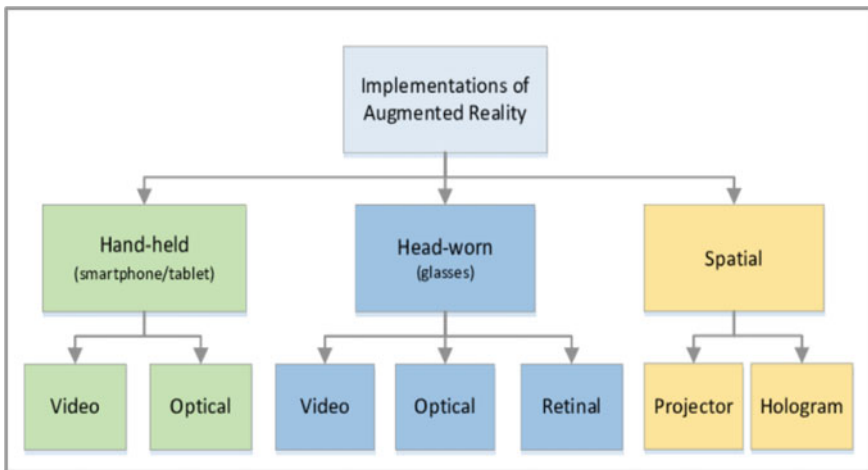 Implementations of
Augmented Reality
Hand-held
(smartphone/tablet)
Head-worn
(glasses)
Spatial
Video
Optical
Video
Optical
Retinal
Projector
Hologram